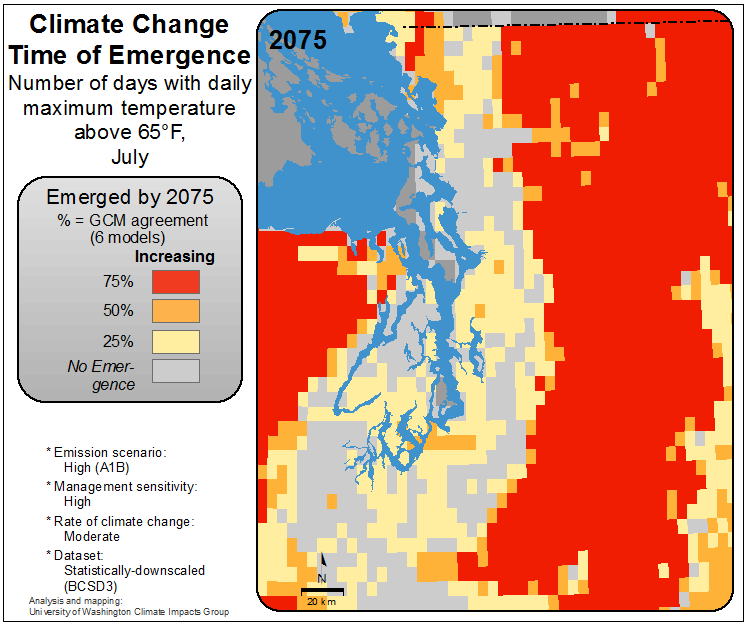 Climate Change
Time of Emergence
Number of days with daily
maximum temperature
above 65°F,
July
2075
Emerged by 2075
% = GCM agreement
(6 models)
Increasing
75%
50%
25%
No Emer-
gence
* Emission scenario:
High (A1B)
* Management sensitivity:
High
* Rate of climate change:
Moderate
* Dataset:
Statistically-downscaled
(BCSD3)
Analysis and mapping:
University of Washington Climate Impacts Group
N
20 km